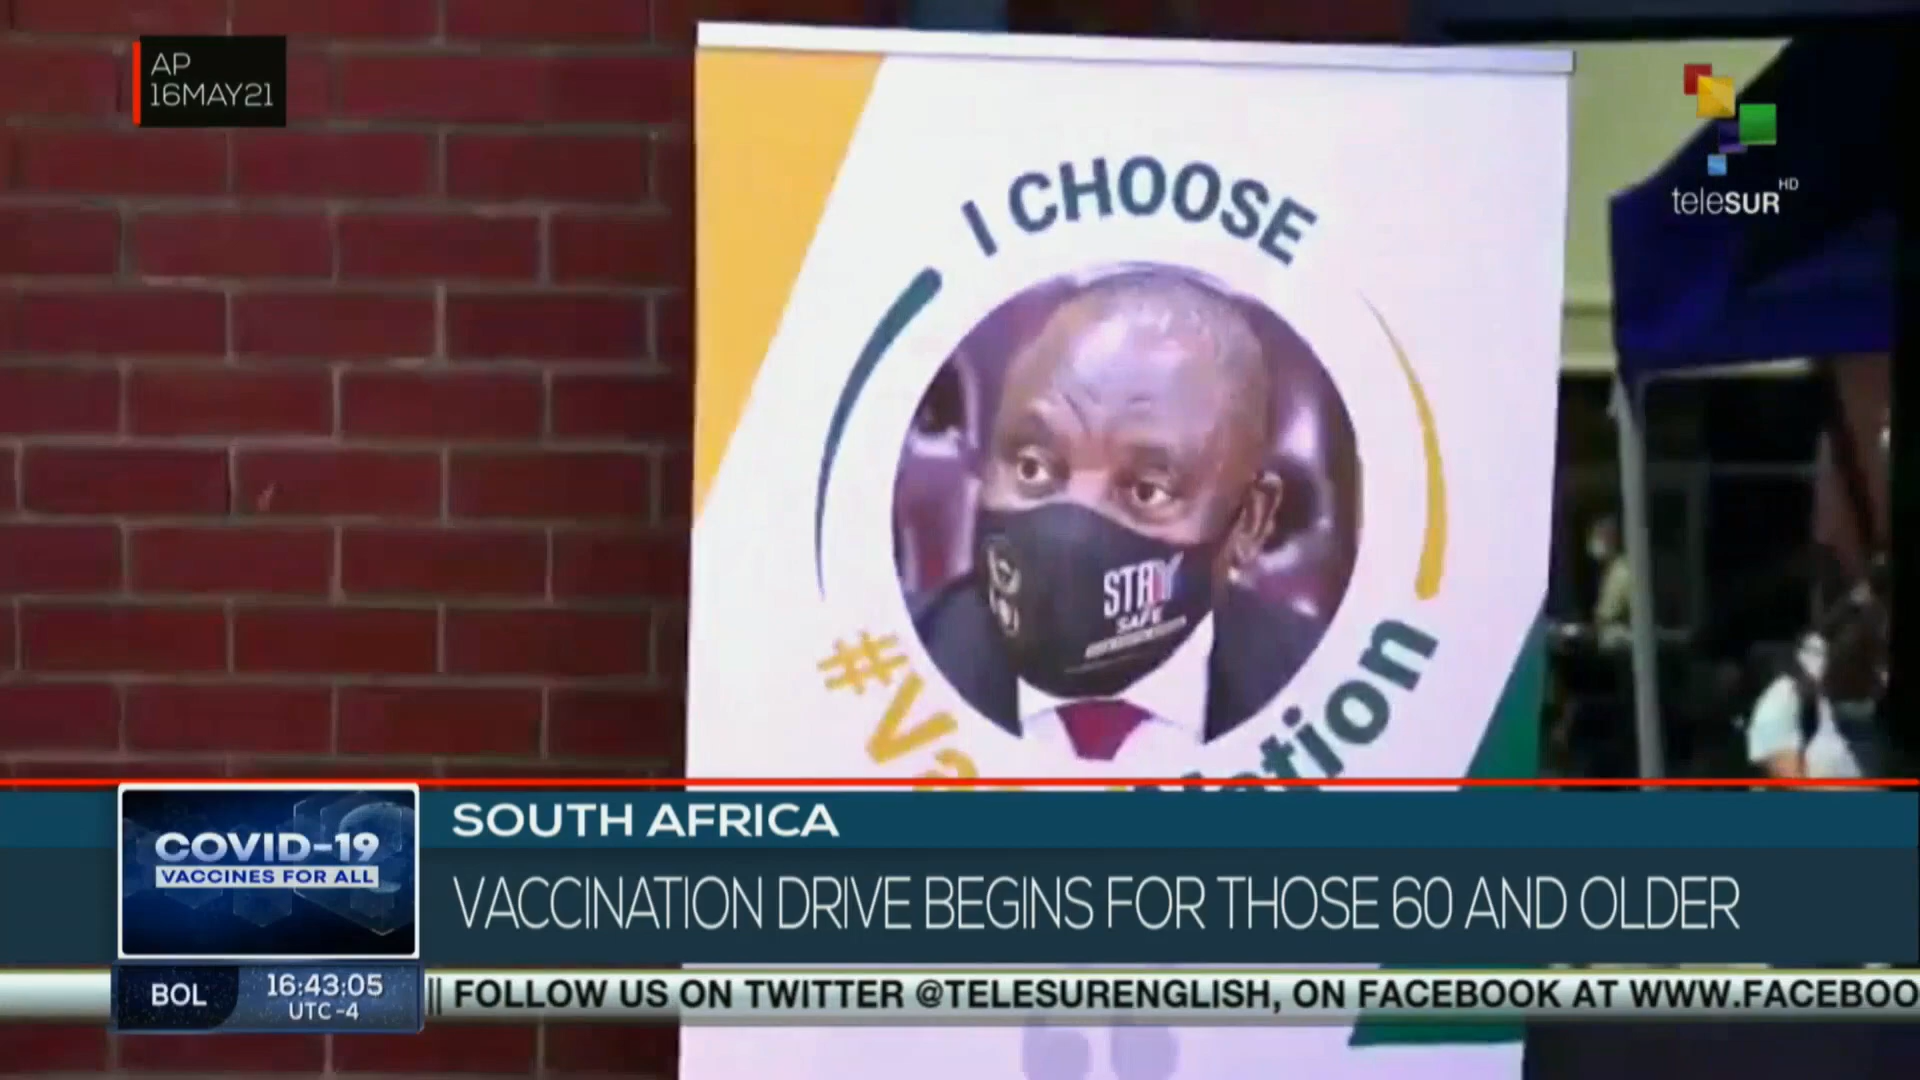 AP
16MAY21
teleSUR HD
I CHOOSE
STAY
SAFE
SOUTH AFRICA
COVID-19
VACCINES FOR ALL
VACCINATION DRIVE BEGINS FOR THOSE 60 AND OLDER
BOL
16:43:05
UTC-4
FOLLOW US ON TWITTER @TELESURENGLISH, ON FACEBOOK AT WWW.FACEBOO